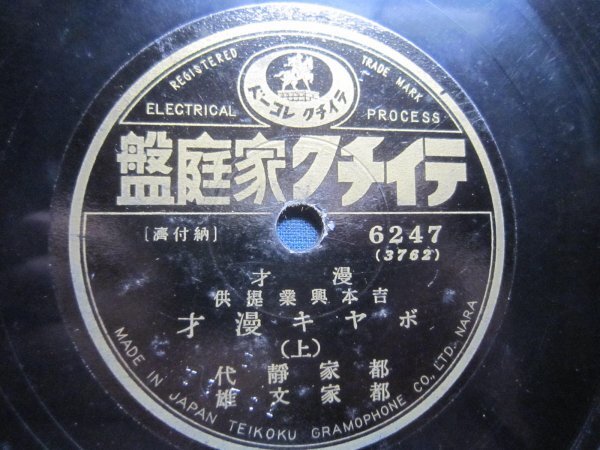 REGISTERED TRADE MARK
テイチクレコード
ELECTRICAL PROCESS
テイチク家庭盤
6247
(3762)
[納付濟]
漫才
吉本興業提供
ボヤキ漫才
(上)
都家靜代
都家文雄
MADE IN JAPAN TEIKOKU GRAMOPHONE CO., LTD. NARA